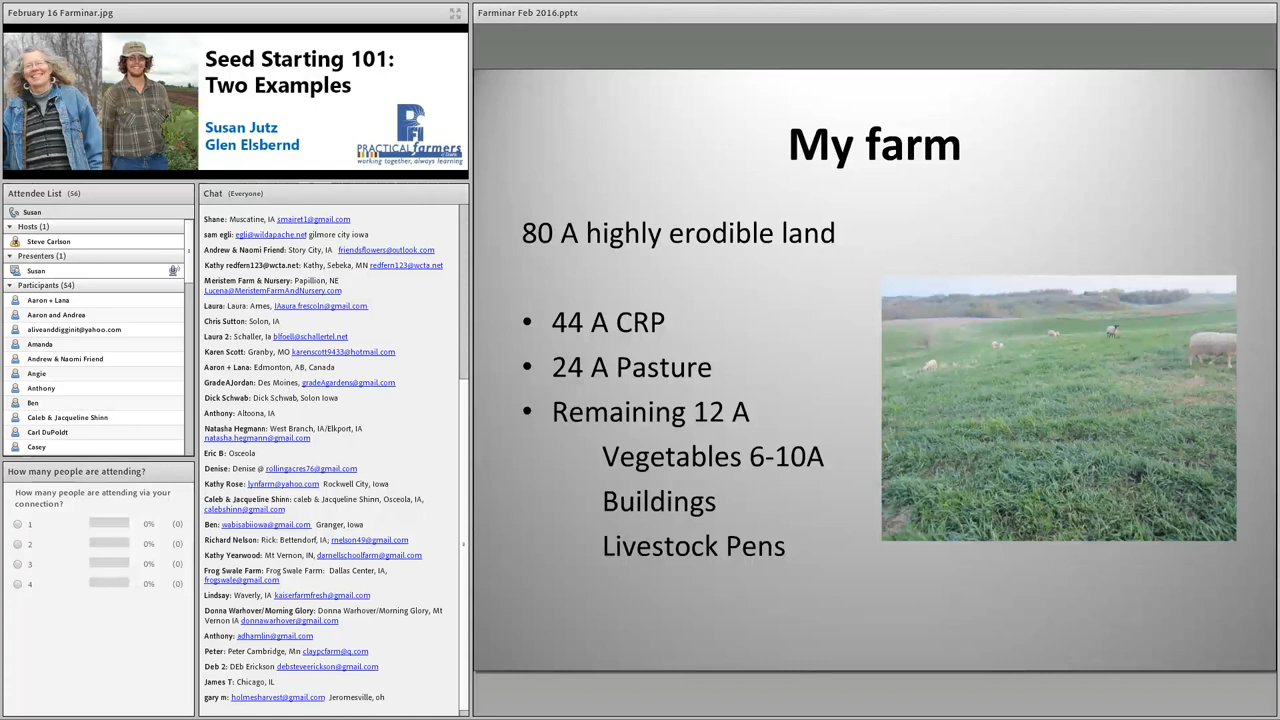 February 16 Farminar.jpg
Seed Starting 101:
Two Examples
Susan Jutz
Glen Elsbernd
PRACTICAL farmers
working together, always learning
Attendee List (56)
Susan
Hosts (1)
Steve Carlson
Presenters (1)
Susan
Participants (54)
Aaron + Lana
Aaron and Andrea
aliveanddigginit@yahoo.com
Amanda
Andrew & Naomi Friend
Angie
Anthony
Ben
Caleb & Jacqueline Shinn
Carl DuPoldt
Casey
How many people are attending?
How many people are attending via your
connection?
1 0% (0)
2 0% (0)
3 0% (0)
4 0% (0)
Chat (Everyone)
Shane: Muscatine, IA smairet1@gmail.com
sam egli: egli@wildapache.net gilmore city iowa
Andrew & Naomi Friend: Story City, IA friendsflowers@outlook.com
Kathy redfern123@wcta.net: Kathy, Sebeka, MN redfern123@wcta.net
Meristem Farm & Nursery: Papillion, NE
Lucena@MeristemFarmAndNursery.com
Laura: Laura: Ames, lAaura.frescoln@gmail.com
Chris Sutton: Solon, IA
Laura 2: Schaller, Ia blfoell@schallertel.net
Karen Scott: Granby, MO karenscott9433@hotmail.com
Aaron + Lana: Edmonton, AB, Canada
GradeAJordan: Des Moines, gradeAgardens@gmail.com
Dick Schwab: Dick Schwab, Solon Iowa
Anthony: Altoona, IA
Natasha Hegmann: West Branch, IA/Elkport, IA
natasha.hegmann@gmail.com
Eric B: Osceola
Denise: Denise @ rollingacres76@gmail.com
Kathy Rose: lynfarm@yahoo.com Rockwell City, Iowa
Caleb & Jacqueline Shinn: caleb & Jacqueline Shinn, Osceola, IA,
calebshinn@gmail.com
Ben: wabisabiiowa@gmail.com Granger, Iowa
Richard Nelson: Rick: Bettendorf, IA; rnelson49@gmail.com
Kathy Yearwood: Mt Vernon, IN, darnellschoolfarm@gmail.com
Frog Swale Farm: Frog Swale Farm: Dallas Center, IA,
frogswale@gmail.com
Lindsay: Waverly, IA kaiserfarmfresh@gmail.com
Donna Warhover/Morning Glory: Donna Warhover/Morning Glory, Mt
Vernon IA donnawarhover@gmail.com
Anthony: adhamlin@gmail.com
Peter: Peter Cambridge, Mn claypcfarm@q.com
Deb 2: DEb Erickson debsteveerickson@gmail.com
James T: Chicago, IL
gary m: holmesharvest@gmail.com Jeromesville, oh
Farminar Feb 2016.pptx
My farm
80 A highly erodible land
• 44 A CRP
• 24 A Pasture
• Remaining 12 A
Vegetables 6-10A
Buildings
Livestock Pens